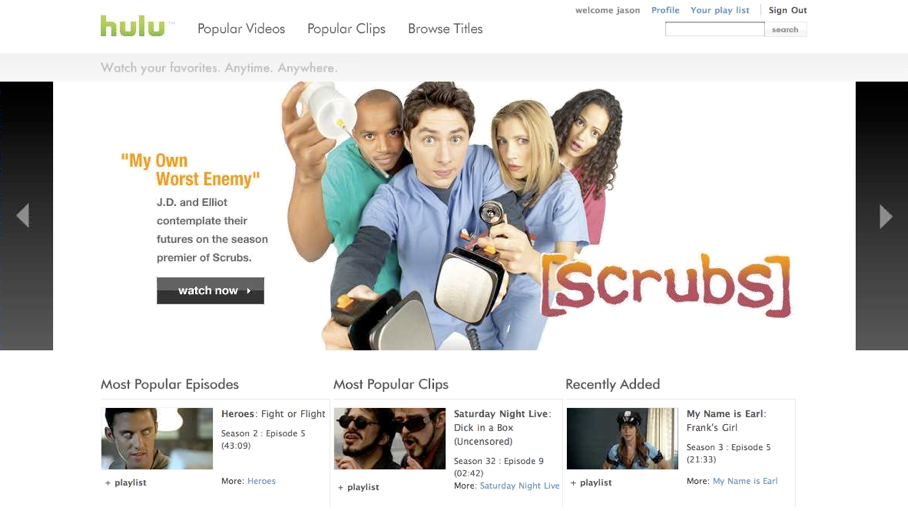 welcome jason Profile Your play list Sign Out
hulu™ Popular Videos Popular Clips Browse Titles
search
Watch your favorites. Anytime. Anywhere.
"My Own
Worst Enemy"
J.D. and Elliot
contemplate their
futures on the season
premier of Scrubs.
watch now
[scrubs]
Most Popular Episodes
Heroes: Fight or Flight
Season 2 : Episode 5
(43:09)
+ playlist
More: Heroes
Most Popular Clips
Saturday Night Live:
Dick in a Box
(Uncensored)
Season 32 : Episode 9
(02:42)
+ playlist
More: Saturday Night Live
Recently Added
My Name is Earl:
Frank's Girl
Season 3 : Episode 5
(21:33)
+ playlist
More: My Name is Earl